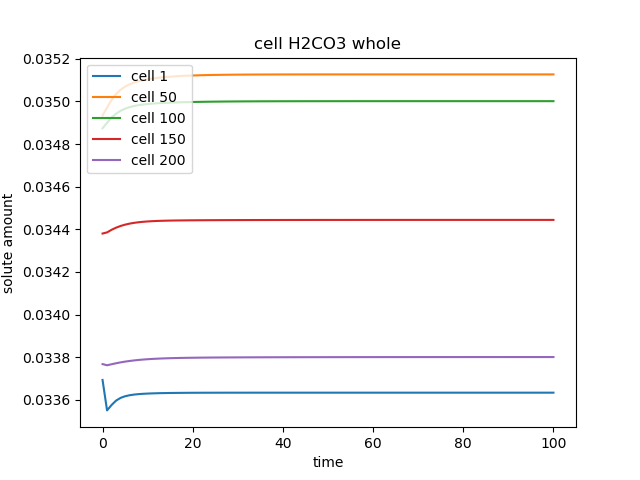 cell H2CO3 whole
0.0352
0.0350
0.0348
0.0346
0.0344
0.0342
0.0340
0.0338
0.0336
solute amount
cell 1
cell 50
cell 100
cell 150
cell 200
0
20
40
60
80
100
time